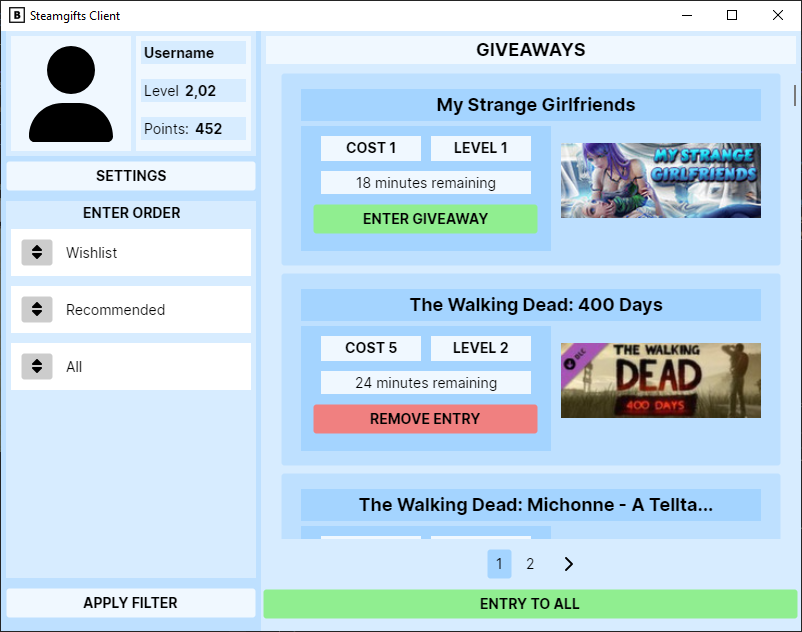 B Steamgifts Client
Username
Level 2,02
Points: 452
SETTINGS
ENTER ORDER
Wishlist
Recommended
All
APPLY FILTER
GIVEAWAYS
My Strange Girlfriends
COST 1 LEVEL 1
18 minutes remaining
ENTER GIVEAWAY
MY STRANGE
GIRLFRIENDS
The Walking Dead: 400 Days
COST 5 LEVEL 2
24 minutes remaining
REMOVE ENTRY
DLC
THE WALKING
DEAD
400 DAYS
The Walking Dead: Michonne - A Tellta...
1 2
ENTRY TO ALL